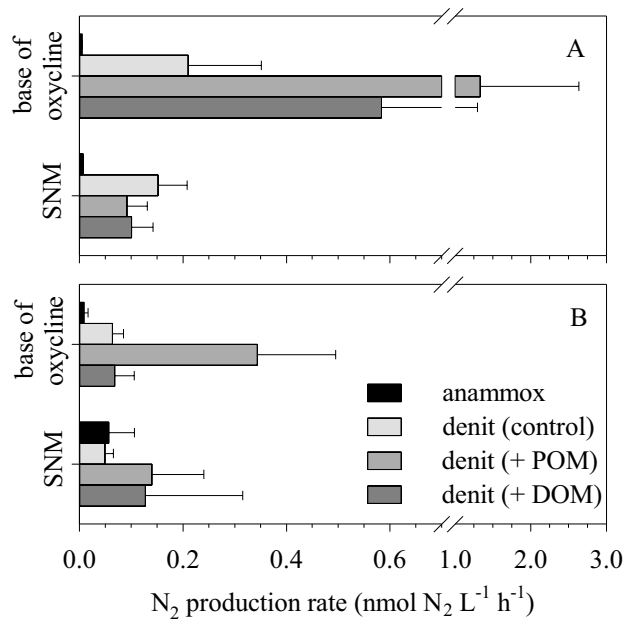 A
base of
oxycline
SNM
B
base of
oxycline
SNM
anammox
denit (control)
denit (+ POM)
denit (+ DOM)
0.0 0.2 0.4 0.6 1.0 2.0 3.0
N₂ production rate (nmol N₂ L⁻¹ h⁻¹)